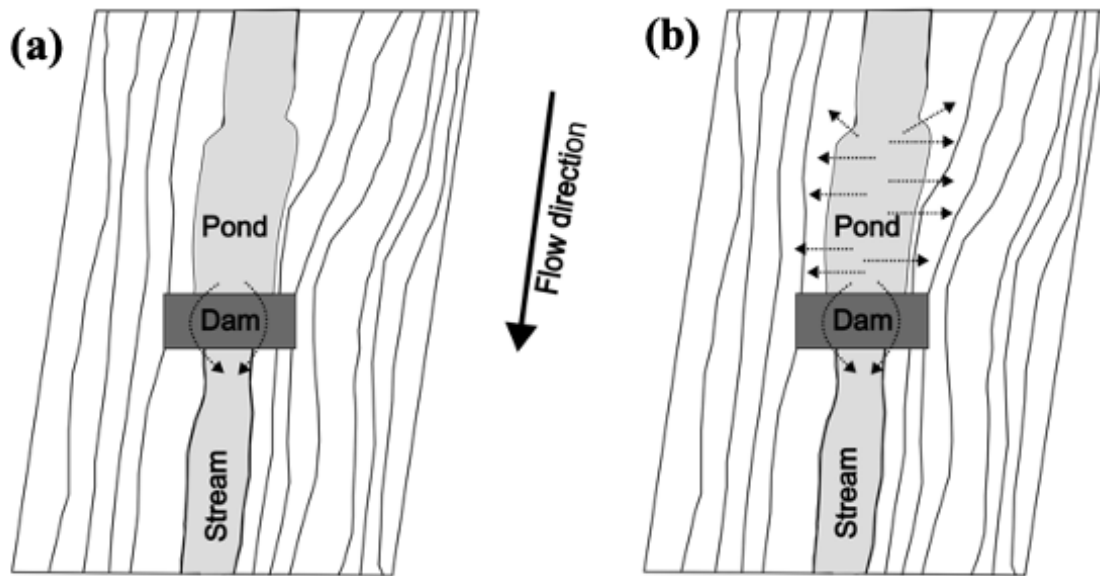 (a)
Pond
Dam
Stream
Flow direction
(b)
Pond
Dam
Stream